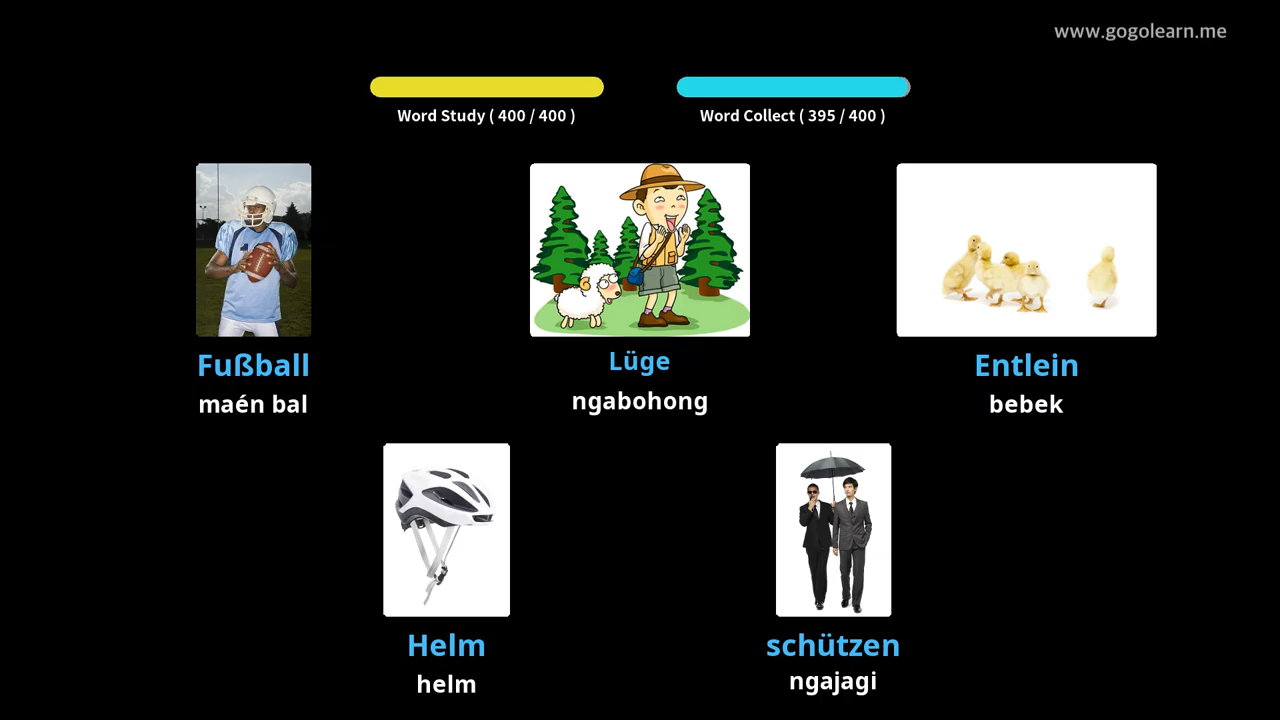 www.gogolearn.me
Word Study ( 400 / 400 )
Word Collect ( 395 / 400 )
Fußball
maén bal
Lüge
ngabohong
Entlein
bebek
Helm
helm
schützen
ngajagi